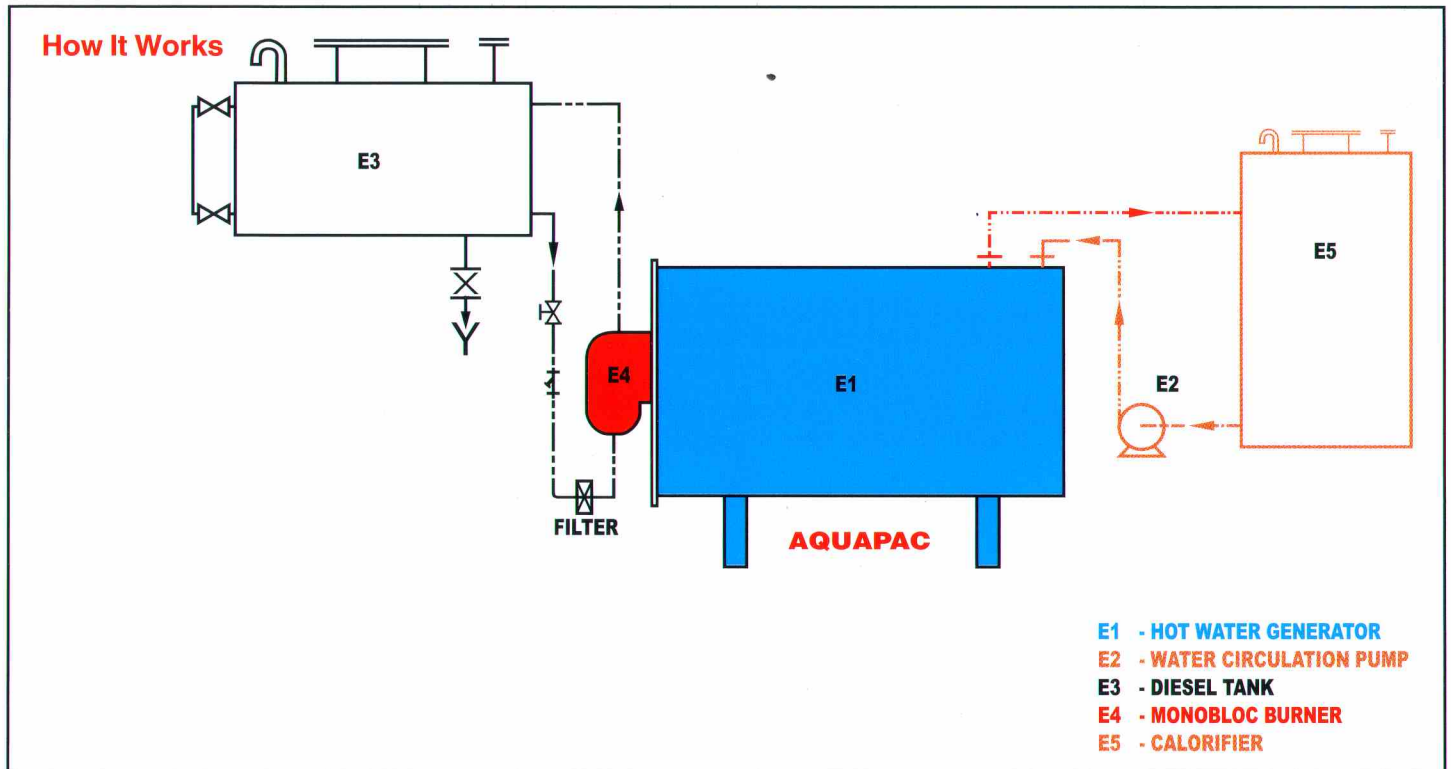 How It Works
E3
E5
E4
E1
E2
FILTER
AQUAPAC
E1 - HOT WATER GENERATOR
E2 - WATER CIRCULATION PUMP
E3 - DIESEL TANK
E4 - MONOBLOC BURNER
E5 - CALORIFIER